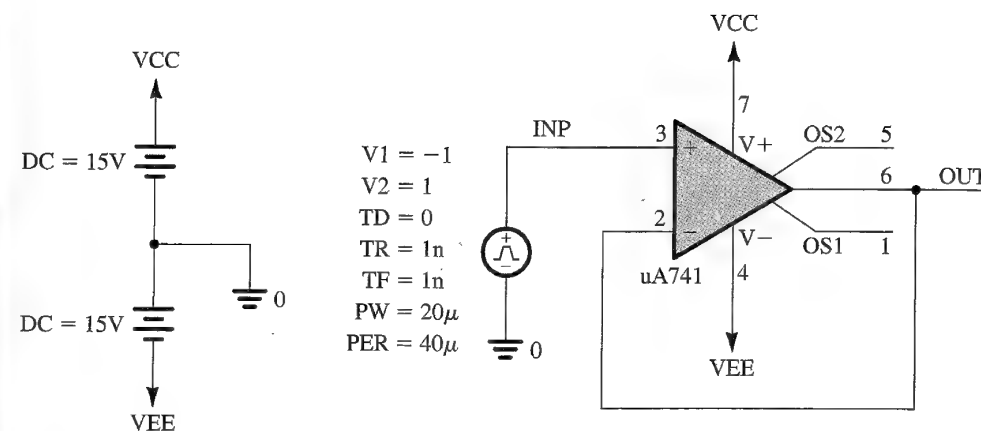 VCC
DC = 15V
0
DC = 15V
VEE
V1 = −1
V2 = 1
TD = 0
TR = 1n
TF = 1n
PW = 20μ
PER = 40μ
INP
+
−
0
VCC
7
3
+
V+
OS2
5
6
OUT
2
−
V−
OS1
1
uA741
4
VEE